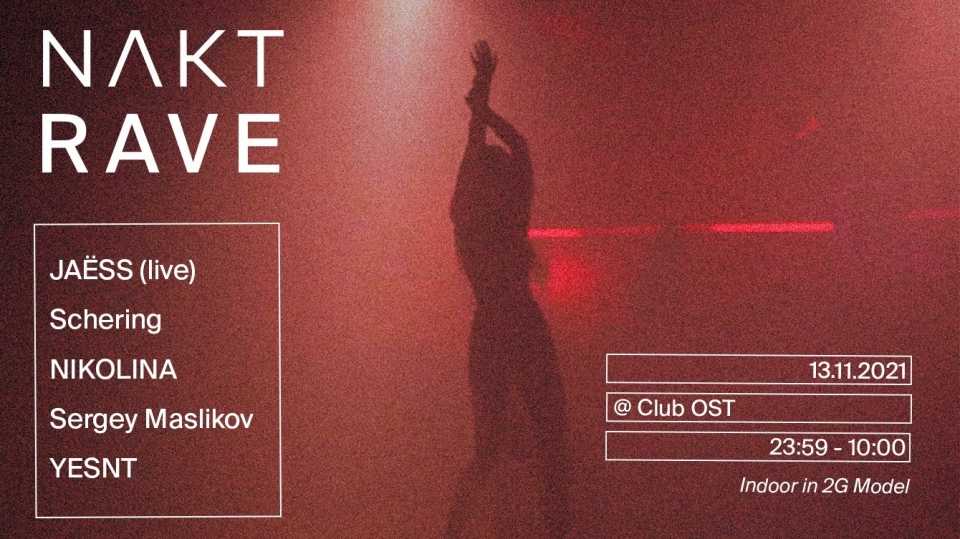 NAKT
RAVE
JAËSS (live)
Schering
NIKOLINA
Sergey Maslikov
YESNT
13.11.2021
@ Club OST
23:59 - 10:00
Indoor in 2G Model